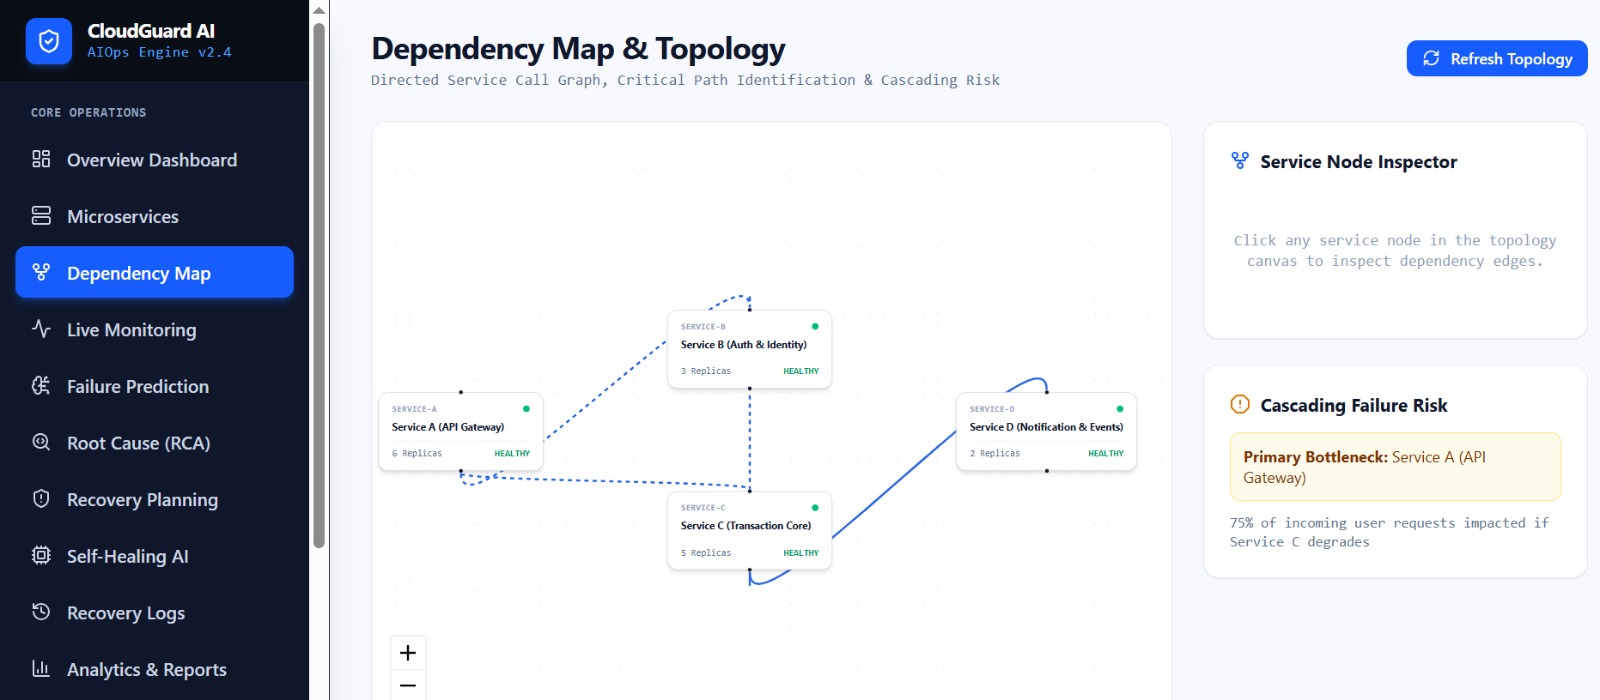 CloudGuard AI
AIOps Engine v2.4
CORE OPERATIONS
Overview Dashboard
Microservices
Dependency Map
Live Monitoring
Failure Prediction
Root Cause (RCA)
Recovery Planning
Self-Healing AI
Recovery Logs
Analytics & Reports
Dependency Map & Topology
Directed Service Call Graph, Critical Path Identification & Cascading Risk
Refresh Topology
SERVICE-B
Service B (Auth & Identity)
3 Replicas HEALTHY
SERVICE-A
Service A (API Gateway)
6 Replicas HEALTHY
SERVICE-D
Service D (Notification & Events)
2 Replicas HEALTHY
SERVICE-C
Service C (Transaction Core)
5 Replicas HEALTHY
Service Node Inspector
Click any service node in the topology
canvas to inspect dependency edges.
Cascading Failure Risk
Primary Bottleneck: Service A (API
Gateway)
75% of incoming user requests impacted if
Service C degrades